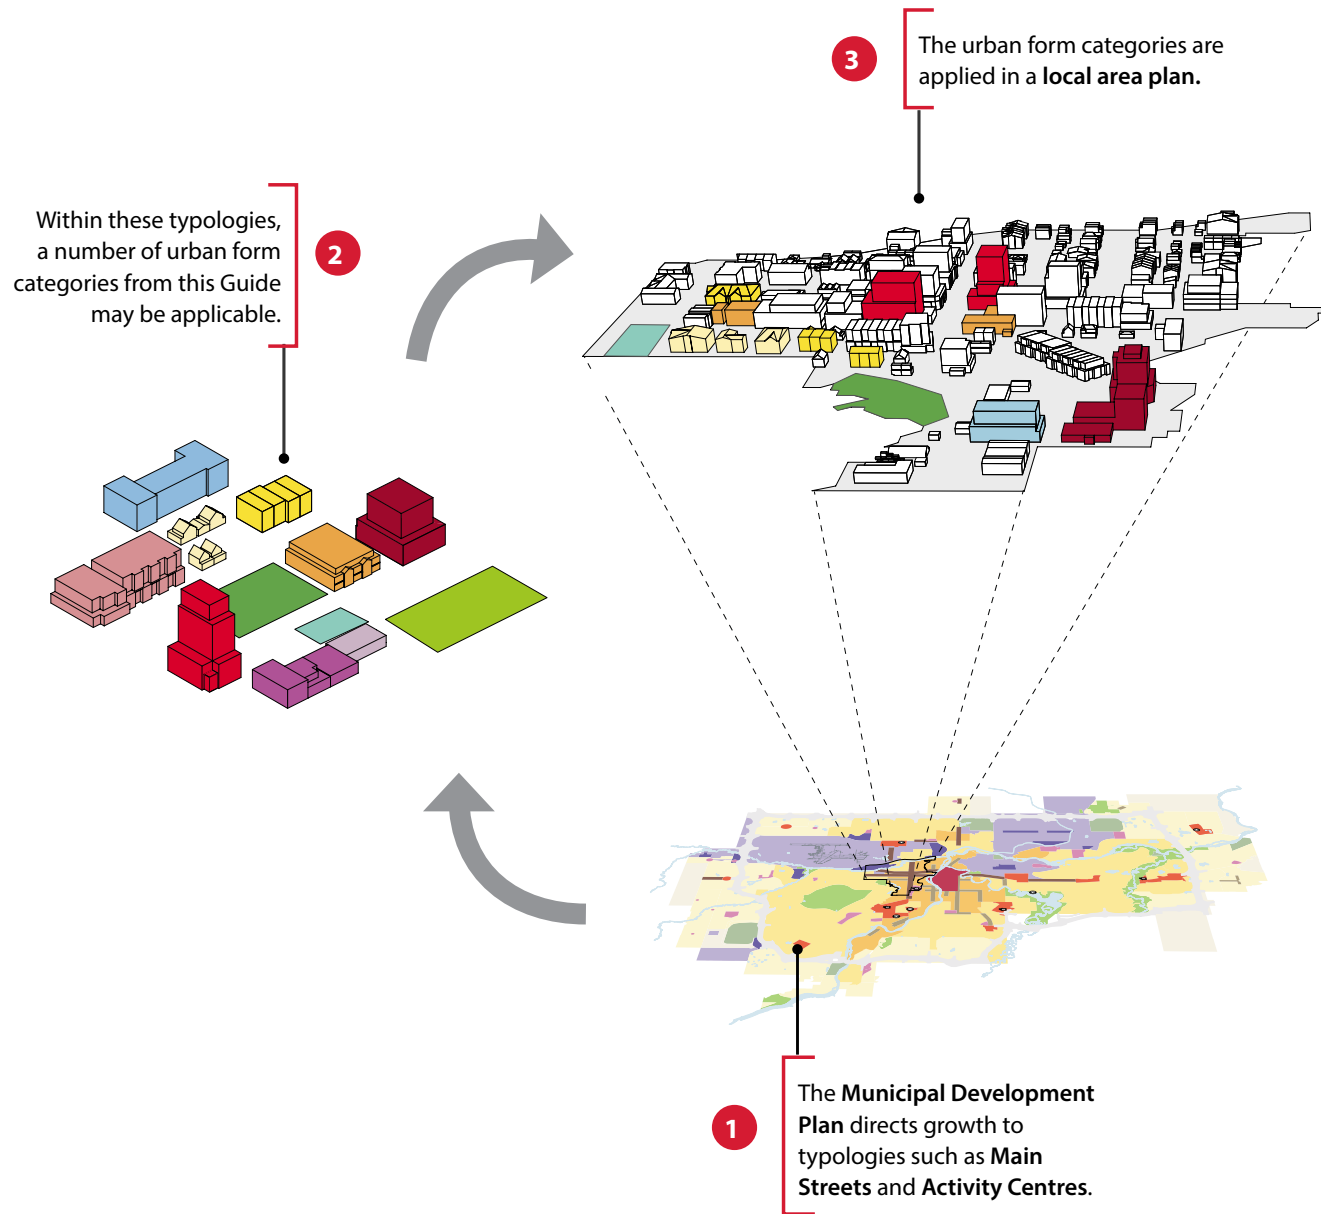 3
The urban form categories are
applied in a local area plan.
Within these typologies,
a number of urban form
categories from this Guide
may be applicable.
2
1
The Municipal Development
Plan directs growth to
typologies such as Main
Streets and Activity Centres.